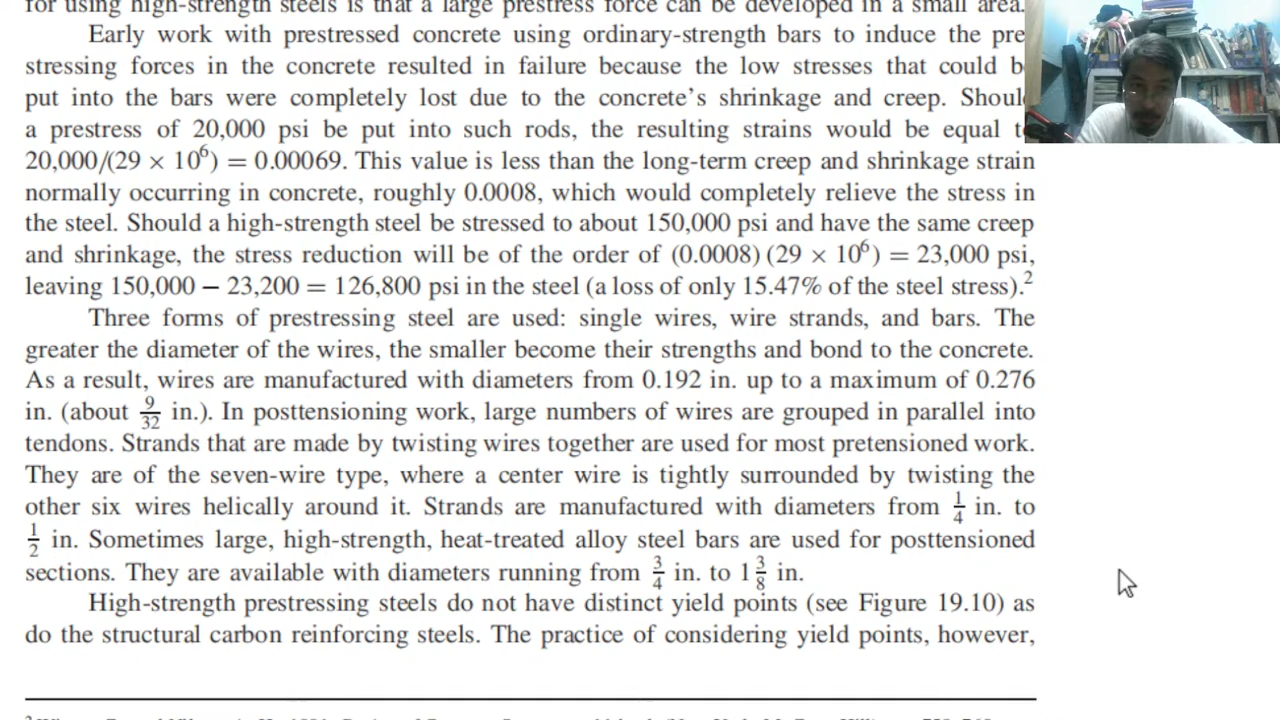 for using high-strength steels is that a large prestress force can be developed in a small area.
Early work with prestressed concrete using ordinary-strength bars to induce the pre
stressing forces in the concrete resulted in failure because the low stresses that could b
put into the bars were completely lost due to the concrete's shrinkage and creep. Should
a prestress of 20,000 psi be put into such rods, the resulting strains would be equal t
20,000/(29 × 10⁶) = 0.00069. This value is less than the long-term creep and shrinkage strain
normally occurring in concrete, roughly 0.0008, which would completely relieve the stress in
the steel. Should a high-strength steel be stressed to about 150,000 psi and have the same creep
and shrinkage, the stress reduction will be of the order of (0.0008) (29 × 10⁶) = 23,000 psi,
leaving 150,000 − 23,200 = 126,800 psi in the steel (a loss of only 15.47% of the steel stress).²
Three forms of prestressing steel are used: single wires, wire strands, and bars. The
greater the diameter of the wires, the smaller become their strengths and bond to the concrete.
As a result, wires are manufactured with diameters from 0.192 in. up to a maximum of 0.276
in. (about 9/32 in.). In posttensioning work, large numbers of wires are grouped in parallel into
tendons. Strands that are made by twisting wires together are used for most pretensioned work.
They are of the seven-wire type, where a center wire is tightly surrounded by twisting the
other six wires helically around it. Strands are manufactured with diameters from 1/4 in. to
1/2 in. Sometimes large, high-strength, heat-treated alloy steel bars are used for posttensioned
sections. They are available with diameters running from 3/4 in. to 1 3/8 in.
High-strength prestressing steels do not have distinct yield points (see Figure 19.10) as
do the structural carbon reinforcing steels. The practice of considering yield points, however,